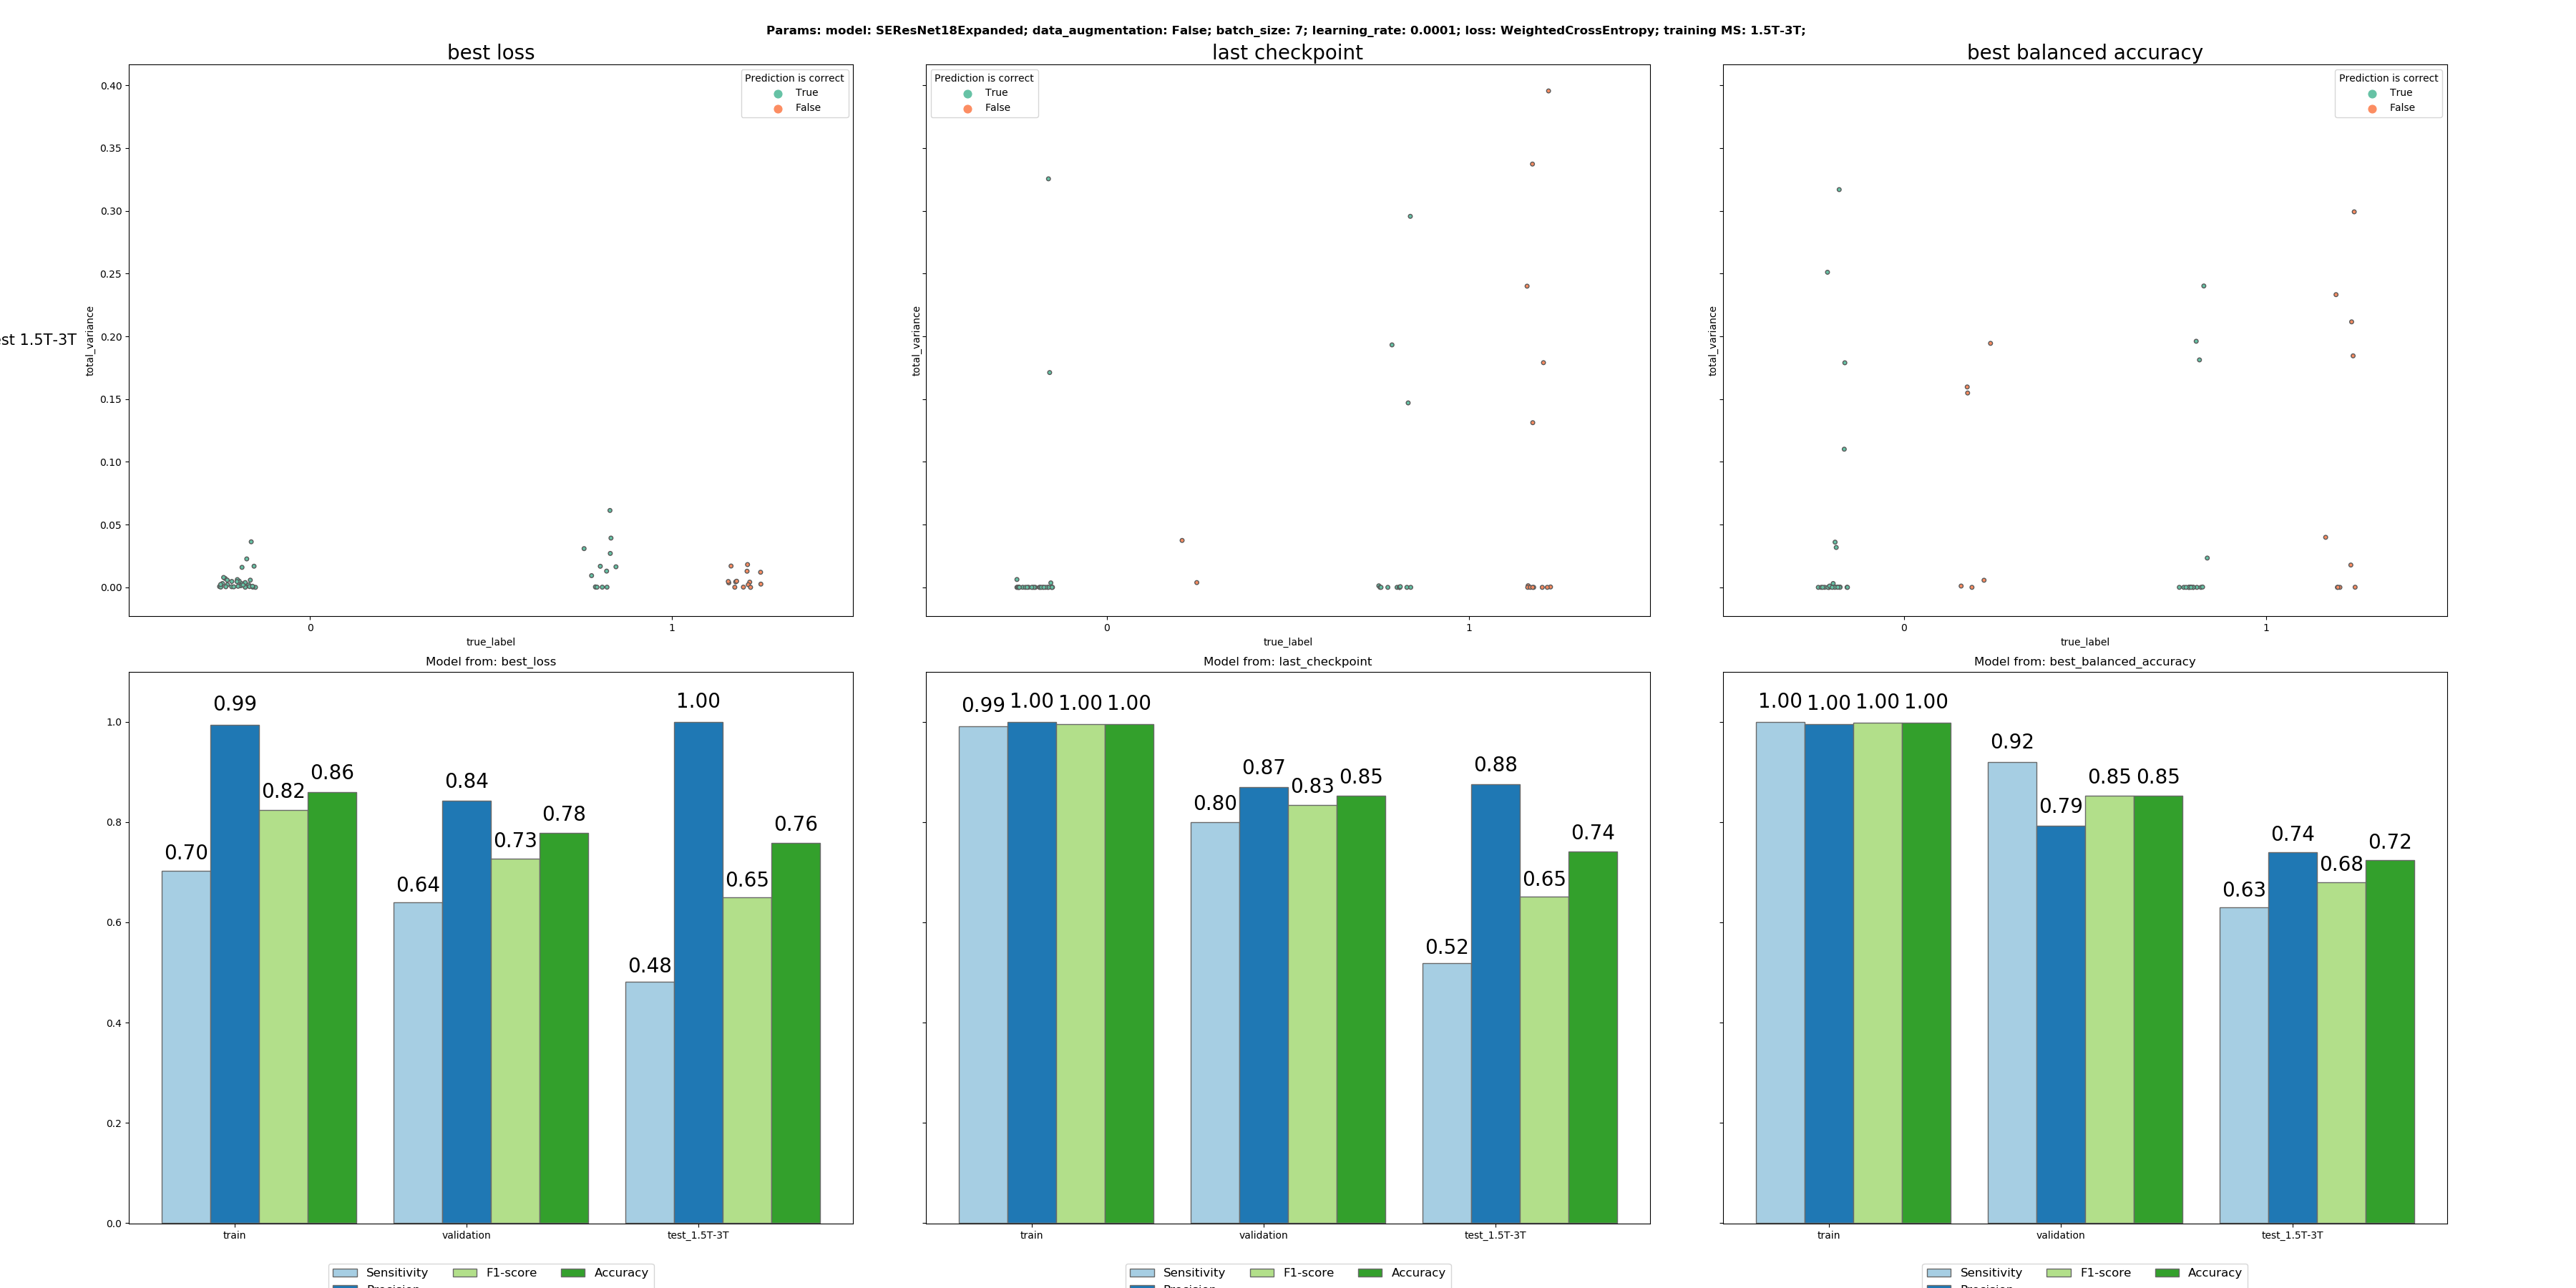 Params: model: SEResNet18Expanded; data_augmentation: False; batch_size: 7; learning_rate: 0.0001; loss: WeightedCrossEntropy; training MS: 1.5T-3T;
best loss
last checkpoint
best balanced accuracy
Prediction is correct
True
False
Prediction is correct
True
False
Prediction is correct
True
False
0.40
0.35
0.30
0.25
0.20
0.15
0.10
0.05
0.00
1.5T-3T
total_variance
total_variance
total_variance
0 1
0 1
0 1
true_label
true_label
true_label
Model from: best_loss
1.0
0.8
0.6
0.4
0.2
0.0
0.70 0.99 0.82 0.86
0.64 0.84 0.73 0.78
0.48 1.00 0.65 0.76
train validation test_1.5T-3T
Sensitivity F1-score Accuracy
Model from: last_checkpoint
0.99 1.00 1.00 1.00
0.80 0.87 0.83 0.85
0.52 0.88 0.65 0.74
train validation test_1.5T-3T
Sensitivity F1-score Accuracy
Model from: best_balanced_accuracy
1.00 1.00 1.00 1.00
0.92 0.79 0.85 0.85
0.63 0.74 0.68 0.72
train validation test_1.5T-3T
Sensitivity F1-score Accuracy